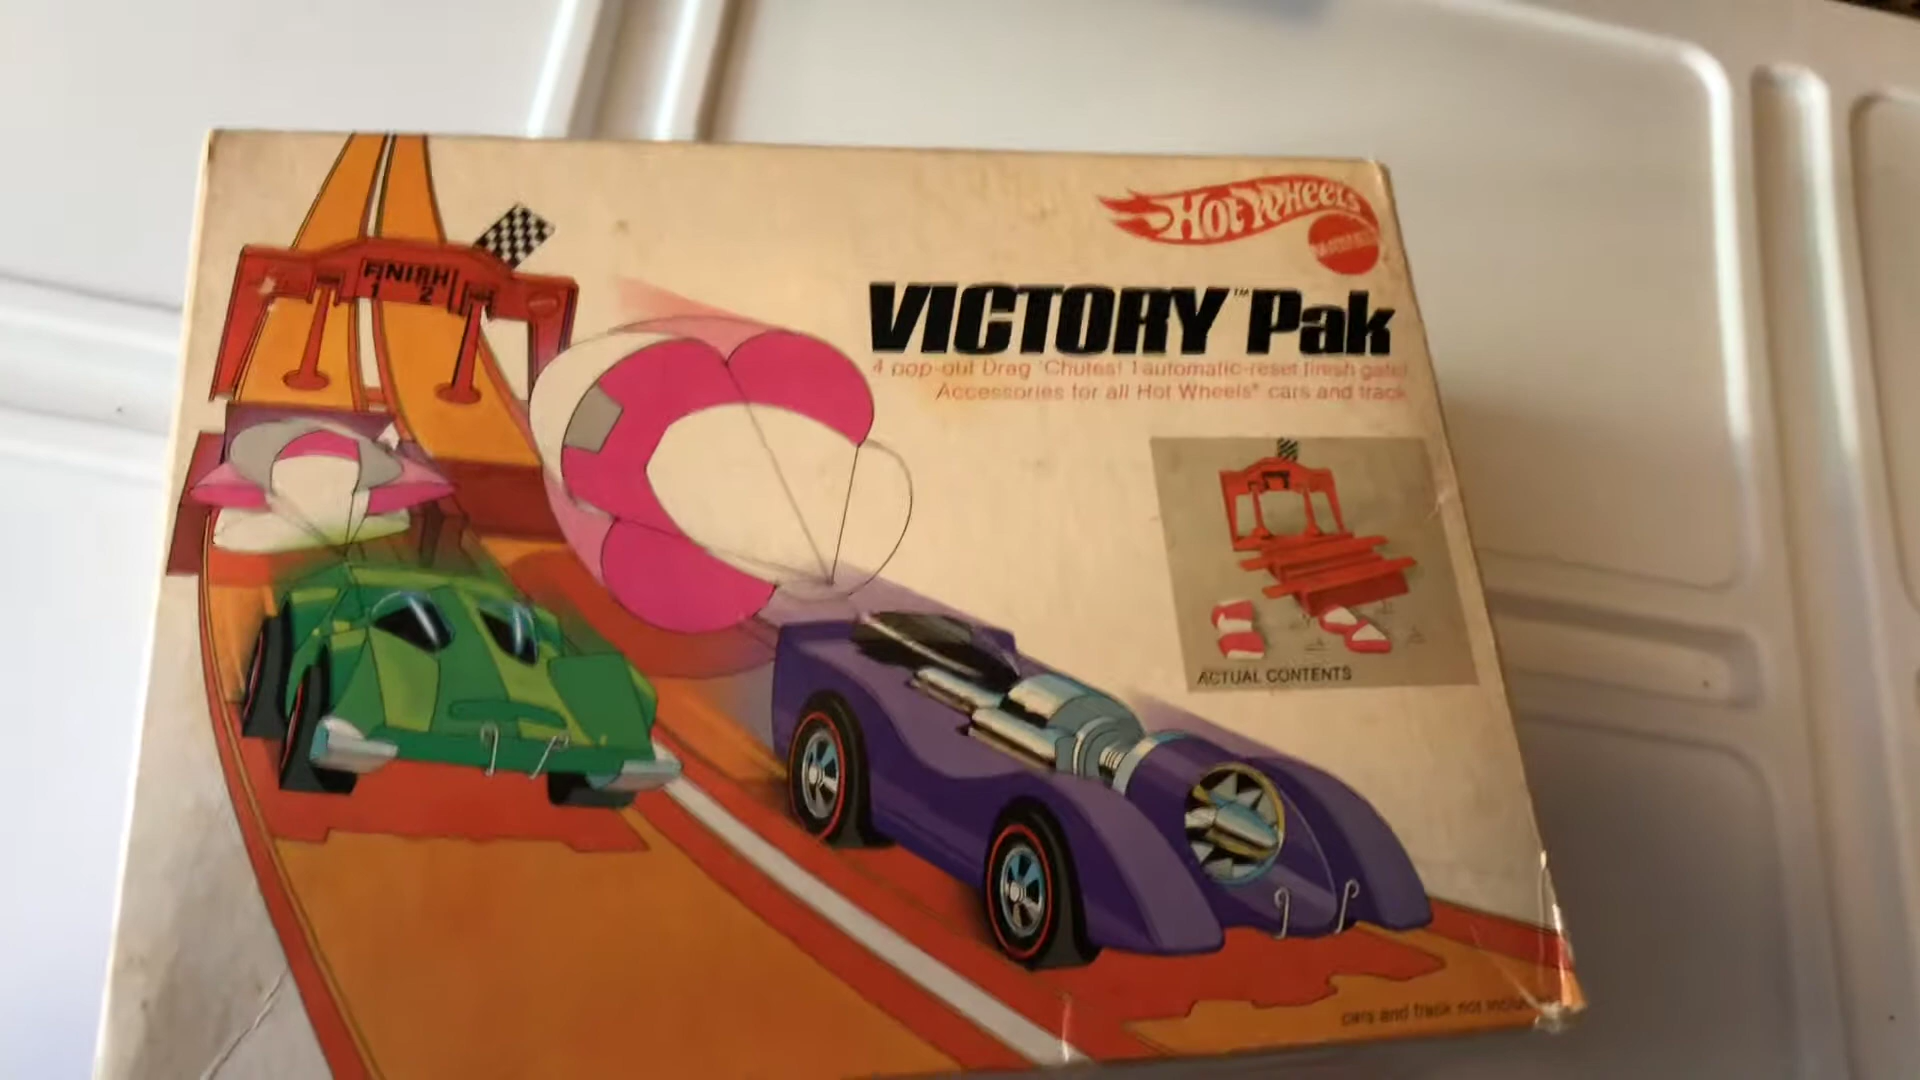 HOT WHEELS
MATTEL
VICTORY™ Pak
4 pop-out Drag 'Chutes! 1 automatic-reset finish gate!
Accessories for all Hot Wheels® cars and track
FINISH
1 2
ACTUAL CONTENTS
cars and track not